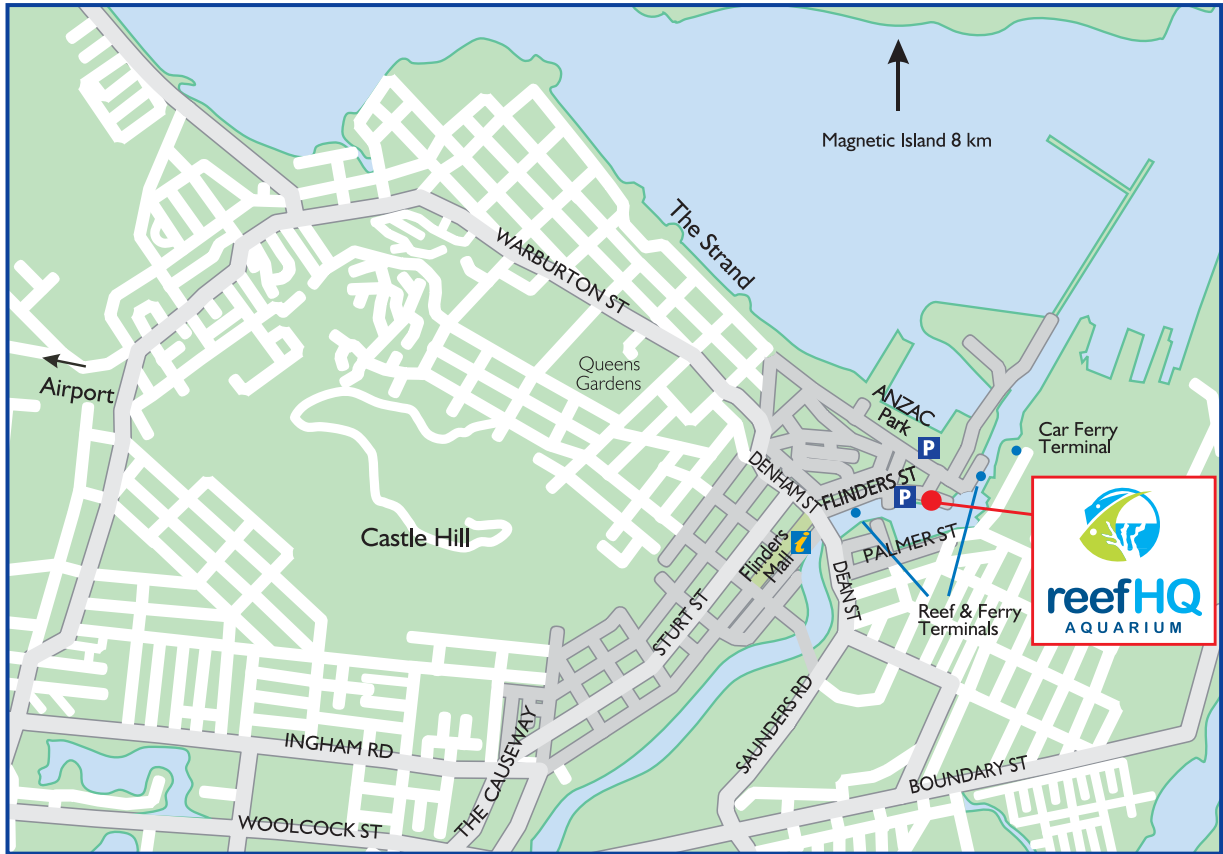 Magnetic Island 8 km
The Strand
WARBURTON ST
Queens
Gardens
Airport
ANZAC
Park
P
Car Ferry
Terminal
DENHAM ST
FLINDERS ST
P
Castle Hill
Flinders
Mall
i
PALMER ST
DEAN ST
Reef & Ferry
Terminals
reefHQ
AQUARIUM
STURT ST
SAUNDERS RD
INGHAM RD
THE CAUSEWAY
BOUNDARY ST
WOOLCOCK ST